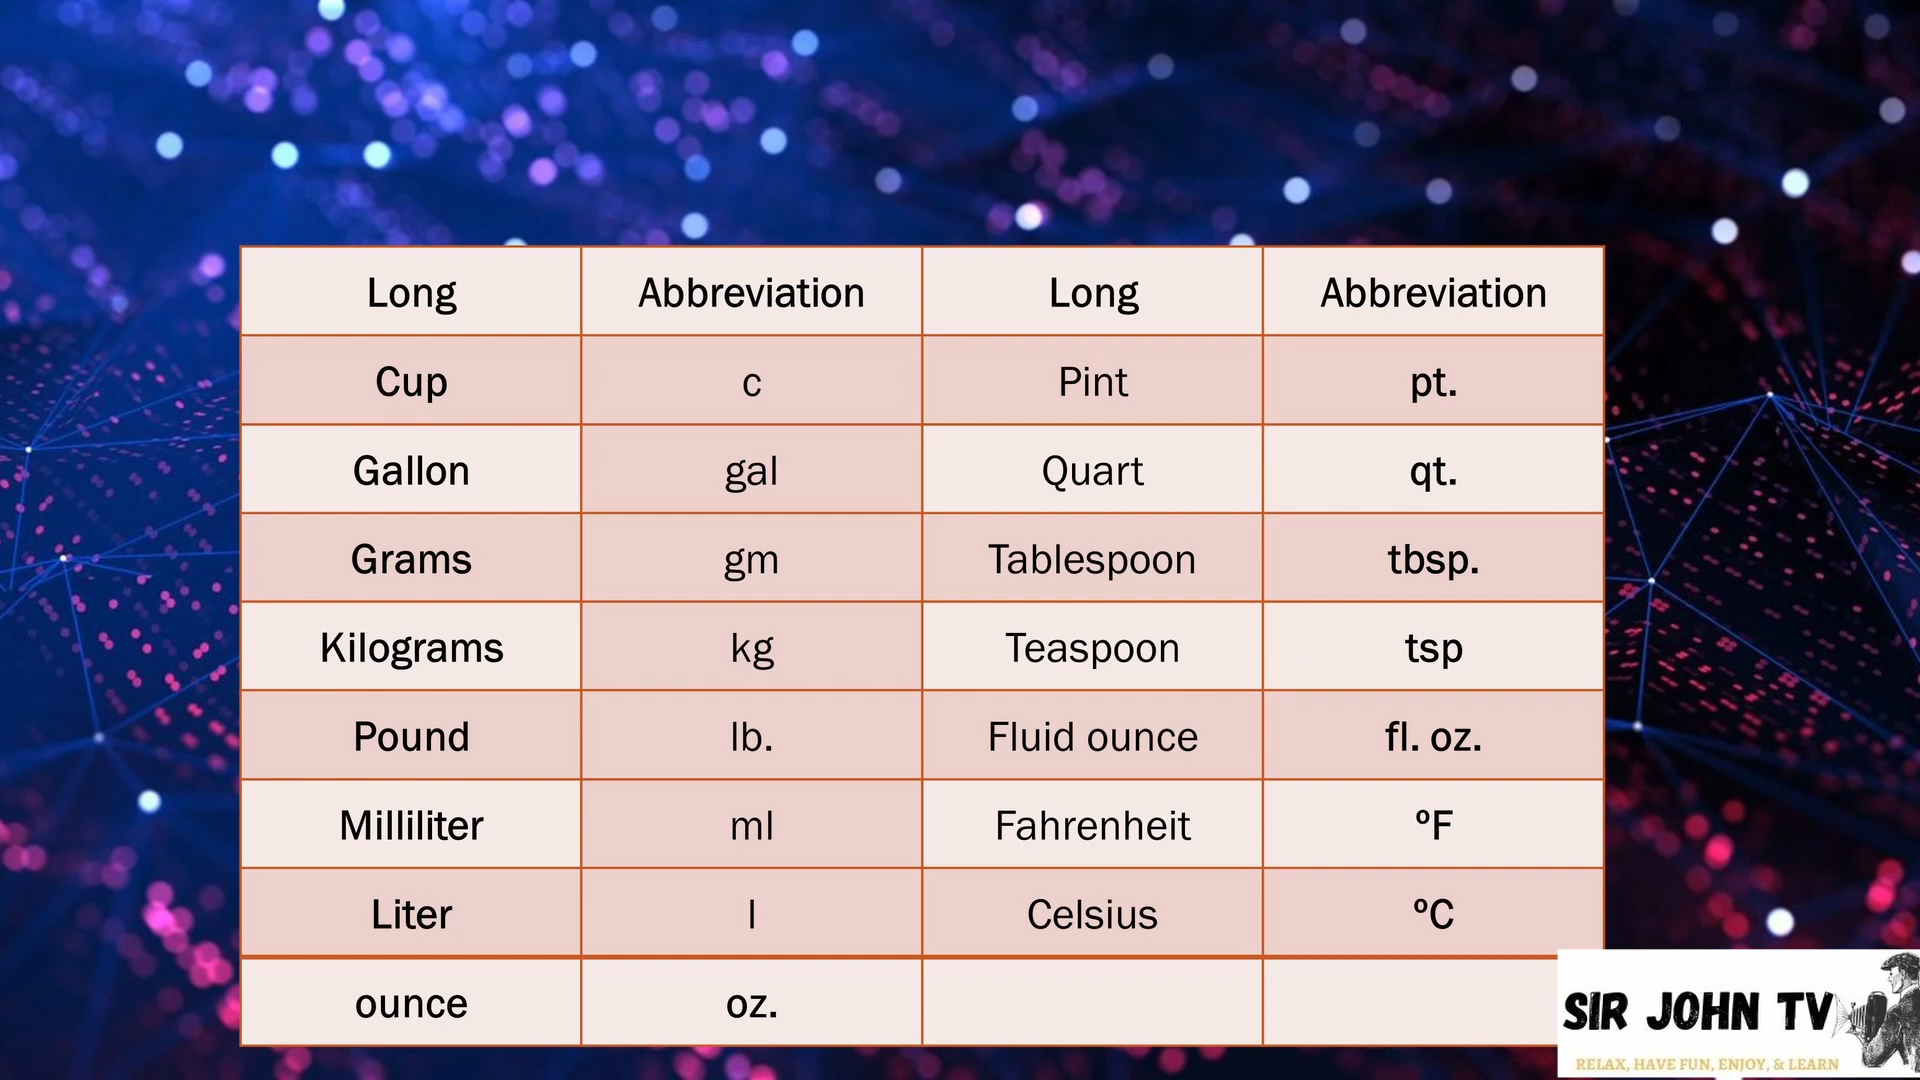 Long Abbreviation Long Abbreviation
Cup c Pint pt.
Gallon gal Quart qt.
Grams gm Tablespoon tbsp.
Kilograms kg Teaspoon tsp
Pound lb. Fluid ounce fl. oz.
Milliliter ml Fahrenheit ºF
Liter l Celsius ºC
ounce oz.
SIR JOHN TV
RELAX, HAVE FUN, ENJOY, & LEARN